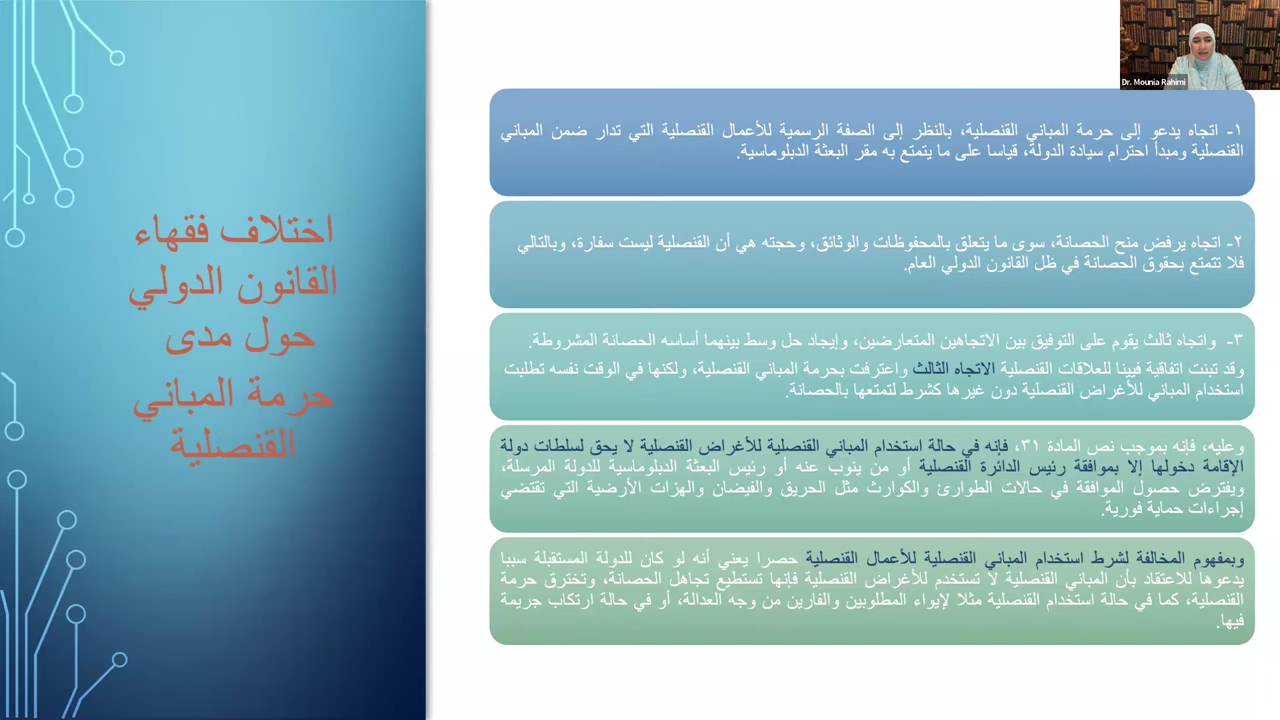 Dr. Mounia Rahimi
اختلاف فقهاء
القانون الدولي
حول مدى
حرمة المباني
القنصلية
١- اتجاه يدعو إلى حرمة المباني القنصلية، بالنظر إلى الصفة الرسمية للأعمال القنصلية التي تدار ضمن المباني
القنصلية ومبدأ احترام سيادة الدولة، قياسا على ما يتمتع به مقر البعثة الدبلوماسية.
٢- اتجاه يرفض منح الحصانة، سوى ما يتعلق بالمحفوظات والوثائق، وحجته هي أن القنصلية ليست سفارة، وبالتالي
فلا تتمتع بحقوق الحصانة في ظل القانون الدولي العام.
٣- واتجاه ثالث يقوم على التوفيق بين الاتجاهين المتعارضين، وإيجاد حل وسط بينهما أساسه الحصانة المشروطة.
وقد تبنت اتفاقية فيينا للعلاقات القنصلية الاتجاه الثالث واعترفت بحرمة المباني القنصلية، ولكنها في الوقت نفسه تطلبت
استخدام المباني للأغراض القنصلية دون غيرها كشرط لتمتعها بالحصانة.
وعليه، فإنه بموجب نص المادة ٣١، فإنه في حالة استخدام المباني القنصلية للأغراض القنصلية لا يحق لسلطات دولة
الإقامة دخولها إلا بموافقة رئيس الدائرة القنصلية أو من ينوب عنه أو رئيس البعثة الدبلوماسية للدولة المرسلة،
ويفترض حصول الموافقة في حالات الطوارئ والكوارث مثل الحريق والفيضان والهزات الأرضية التي تقتضي
إجراءات حماية فورية.
وبمفهوم المخالفة لشرط استخدام المباني القنصلية للأعمال القنصلية حصرا يعني أنه لو كان للدولة المستقبلة سببا
يدعوها للاعتقاد بأن المباني القنصلية لا تستخدم للأغراض القنصلية فإنها تستطيع تجاهل الحصانة، وتخترق حرمة
القنصلية، كما في حالة استخدام القنصلية مثلا لإيواء المطلوبين والفارين من وجه العدالة، أو في حالة ارتكاب جريمة
فيها.